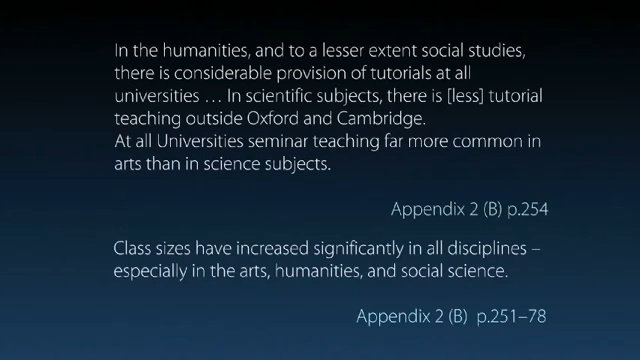 In the humanities, and to a lesser extent social studies,
there is considerable provision of tutorials at all
universities … In scientific subjects, there is [less] tutorial
teaching outside Oxford and Cambridge.
At all Universities seminar teaching far more common in
arts than in science subjects.
Appendix 2 (B) p.254
Class sizes have increased significantly in all disciplines –
especially in the arts, humanities, and social science.
Appendix 2 (B) p.251–78